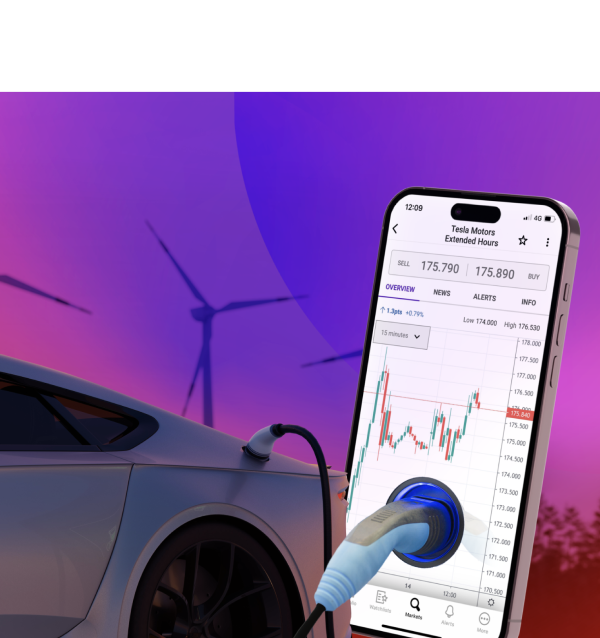 12:09
4G
Tesla Motors
Extended Hours
SELL 175.790 175.890 BUY
OVERVIEW NEWS ALERTS INFO
1.3pts +0.79% Low 174.000 High 176.530
15 minutes
178.000
177.500
177.000
176.500
175.840
175.500
175.000
174.500
174.000
173.500
173.000
172.500
172.000
171.500
171.000
170.500
14 12:00
Watchlists
Markets
Alerts
More